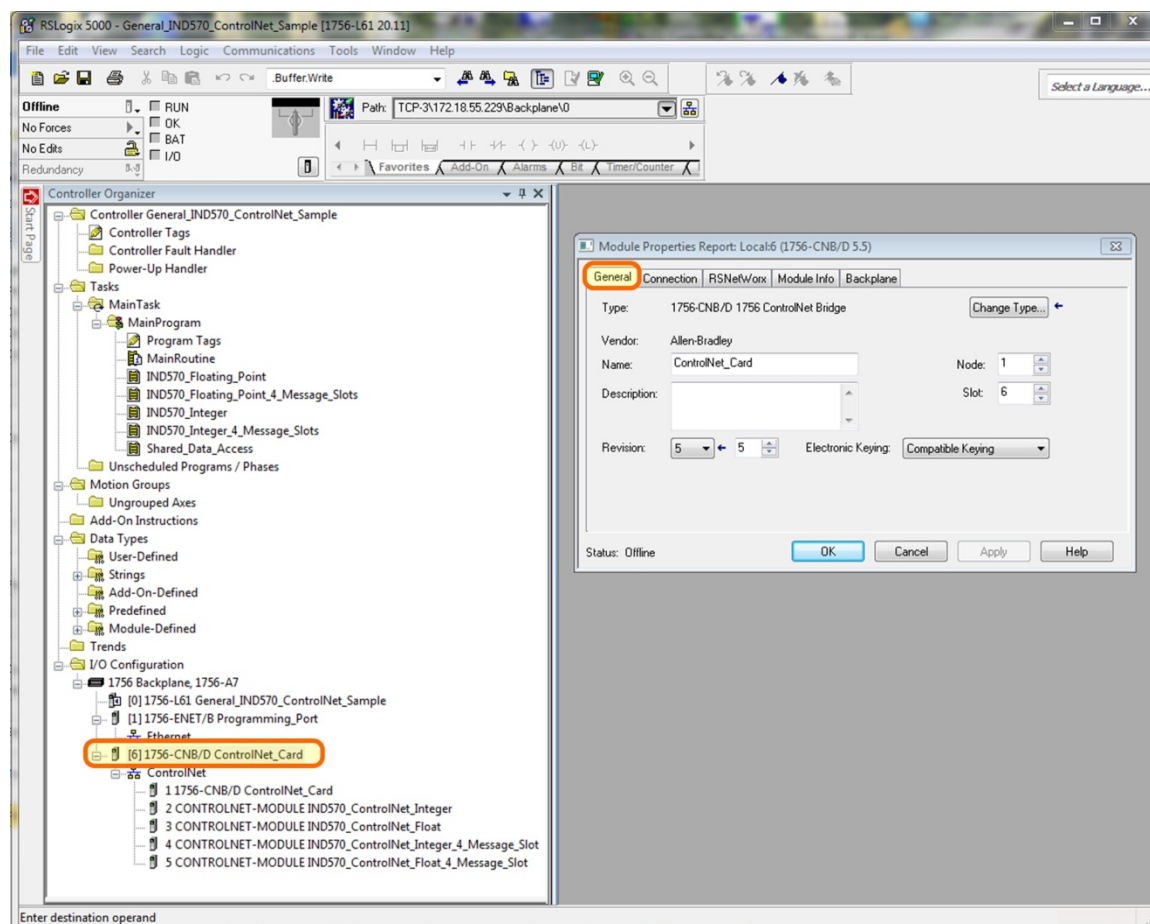 RSLogix 5000 - General_IND570_ControlNet_Sample [1756-L61 20.11]
File Edit View Search Logic Communications Tools Window Help
.Buffer.Write
Select a Language...
Offline RUN
No Forces OK
No Edits BAT
Redundancy I/O
Path: TCP-3\172.18.55.229\Backplane\0
Favorites Add-On Alarms Bit Timer/Counter
Start Page
Controller Organizer
Controller General_IND570_ControlNet_Sample
Controller Tags
Controller Fault Handler
Power-Up Handler
Tasks
MainTask
MainProgram
Program Tags
MainRoutine
IND570_Floating_Point
IND570_Floating_Point_4_Message_Slots
IND570_Integer
IND570_Integer_4_Message_Slots
Shared_Data_Access
Unscheduled Programs / Phases
Motion Groups
Ungrouped Axes
Add-On Instructions
Data Types
User-Defined
Strings
Add-On-Defined
Predefined
Module-Defined
Trends
I/O Configuration
1756 Backplane, 1756-A7
[0] 1756-L61 General_IND570_ControlNet_Sample
[1] 1756-ENET/B Programming_Port
Ethernet
[6] 1756-CNB/D ControlNet_Card
ControlNet
1 1756-CNB/D ControlNet_Card
2 CONTROLNET-MODULE IND570_ControlNet_Integer
3 CONTROLNET-MODULE IND570_ControlNet_Float
4 CONTROLNET-MODULE IND570_ControlNet_Integer_4_Message_Slot
5 CONTROLNET-MODULE IND570_ControlNet_Float_4_Message_Slot
Module Properties Report: Local:6 (1756-CNB/D 5.5)
General Connection RSNetWorx Module Info Backplane
Type: 1756-CNB/D 1756 ControlNet Bridge Change Type...
Vendor: Allen-Bradley
Name: ControlNet_Card Node: 1
Description: Slot: 6
Revision: 5 5 Electronic Keying: Compatible Keying
Status: Offline OK Cancel Apply Help
Enter destination operand